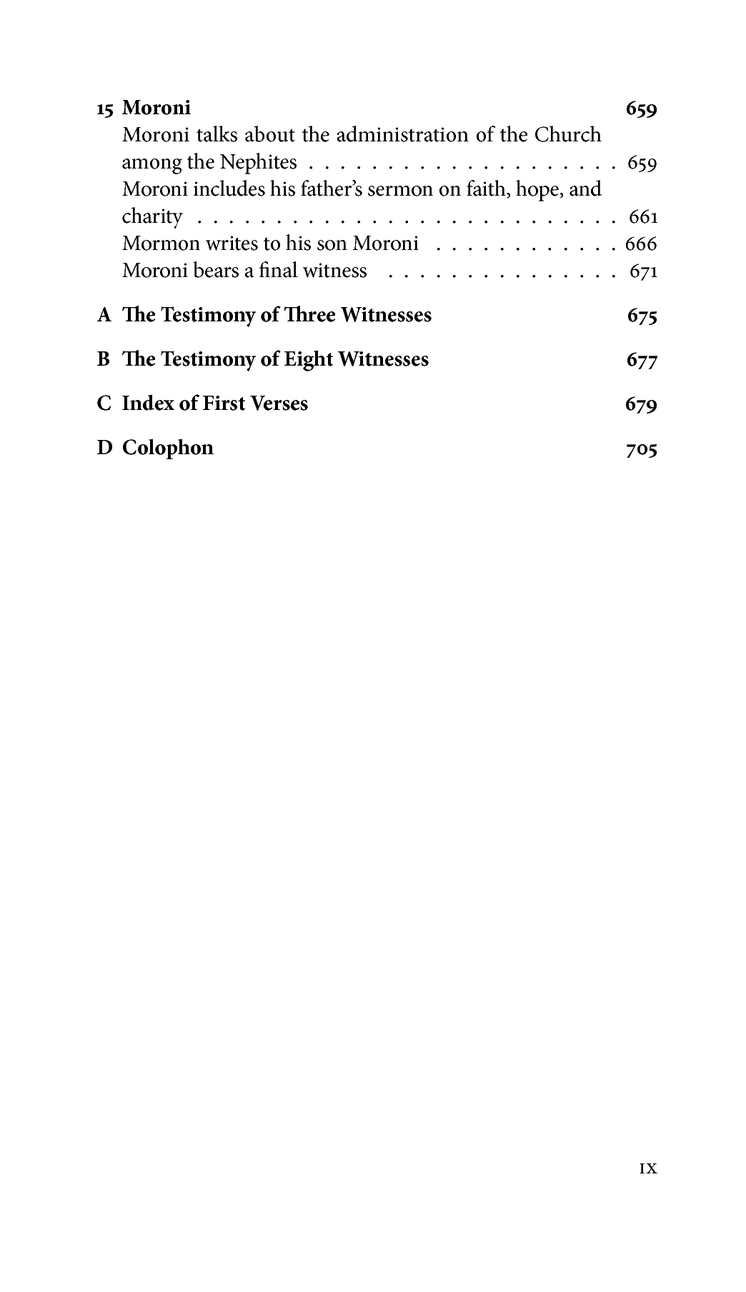 15 Moroni 659
Moroni talks about the administration of the Church
among the Nephites . . . . . . . . . . . . . . . . . . . . 659
Moroni includes his father's sermon on faith, hope, and
charity . . . . . . . . . . . . . . . . . . . . . . . . . . . 661
Mormon writes to his son Moroni . . . . . . . . . . . . 666
Moroni bears a final witness . . . . . . . . . . . . . . . 671
A The Testimony of Three Witnesses 675
B The Testimony of Eight Witnesses 677
C Index of First Verses 679
D Colophon 705
IX